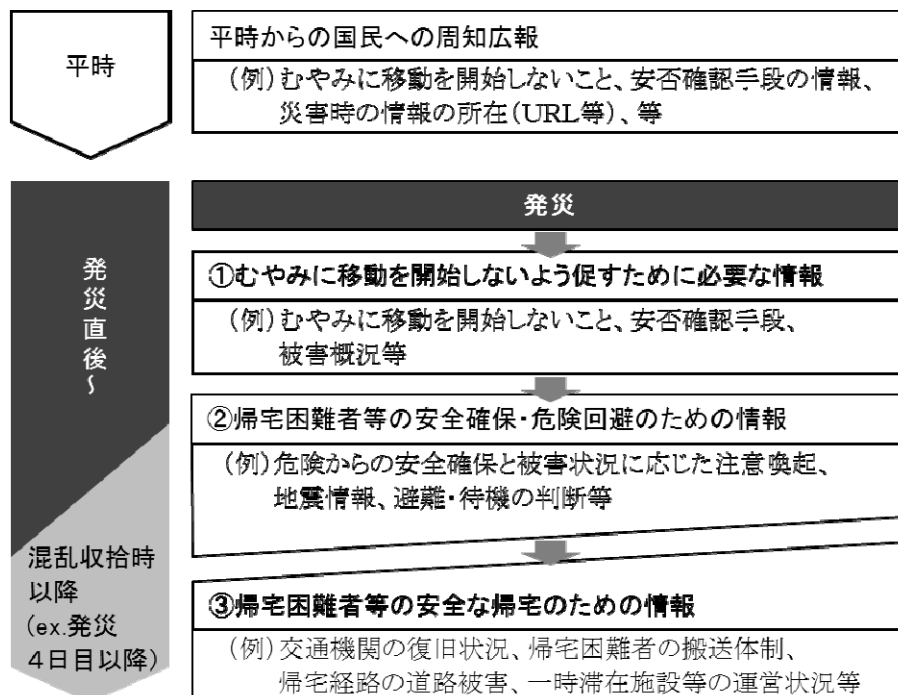 平時
平時からの国民への周知広報
(例)むやみに移動を開始しないこと、安否確認手段の情報、
災害時の情報の所在(URL等)、等
発災直後～
発災
①むやみに移動を開始しないよう促すために必要な情報
(例)むやみに移動を開始しないこと、安否確認手段、
被害概況等
②帰宅困難者等の安全確保・危険回避のための情報
(例)危険からの安全確保と被害状況に応じた注意喚起、
地震情報、避難・待機の判断等
混乱収拾時
以降
(ex.発災
４日目以降)
③帰宅困難者等の安全な帰宅のための情報
(例)交通機関の復旧状況、帰宅困難者の搬送体制、
帰宅経路の道路被害、一時滞在施設等の運営状況等